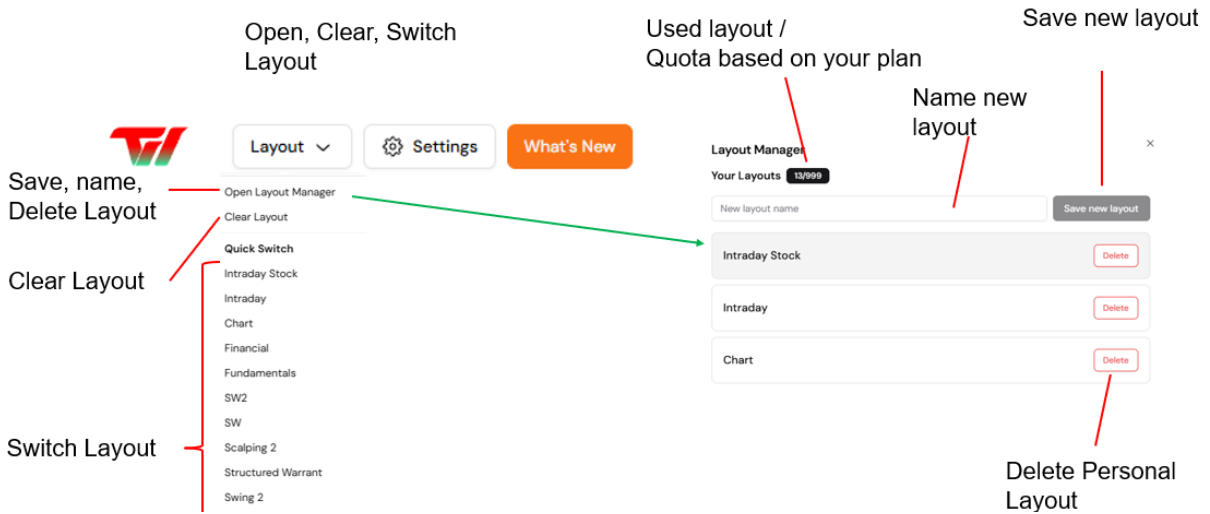 Open, Clear, Switch
Layout
Used layout /
Quota based on your plan
Save new layout
Name new
layout
Layout
Settings
What's New
Save, name,
Delete Layout
Open Layout Manager
Clear Layout
Clear Layout
Quick Switch
Intraday Stock
Intraday
Chart
Financial
Fundamentals
SW2
SW
Scalping 2
Structured Warrant
Swing 2
Switch Layout
Layout Manager
Your Layouts 13/999
New layout name
Save new layout
Intraday Stock
Delete
Intraday
Delete
Chart
Delete
Delete Personal
Layout